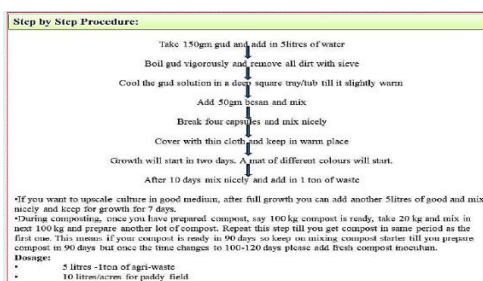 Step by Step Procedure:
Take 150gm gud and add in 5litres of water
Boil gud vigorously and remove all dirt with sieve
Cool the gud solution in a deep square tray/tub till it slightly warm
Add 50gm besan and mix
Break four capsules and mix nicely
Cover with thin cloth and keep in warm place
Growth will start in two days. A mat of different colours will start.
After 10 days mix nicely and add in 1 ton of waste
•If you want to upscale culture in good medium, after full growth you can add another 5litres of good and mix
nicely and keep for growth for 7 days.
•During composting, once you have prepared compost, say 100 kg compost is ready, take 20 kg and mix in
next 100 kg and prepare another lot of compost. Repeat this step till you get compost in same period as the
first one. This means if your compost is ready in 90 days so keep on mixing compost starter till you prepare
compost in 90 days but once the time changes to 100-120 days please add fresh compost inoculum.
Dosage:
• 5 litres -1ton of agri-waste
• 10 litres/acres for paddy field